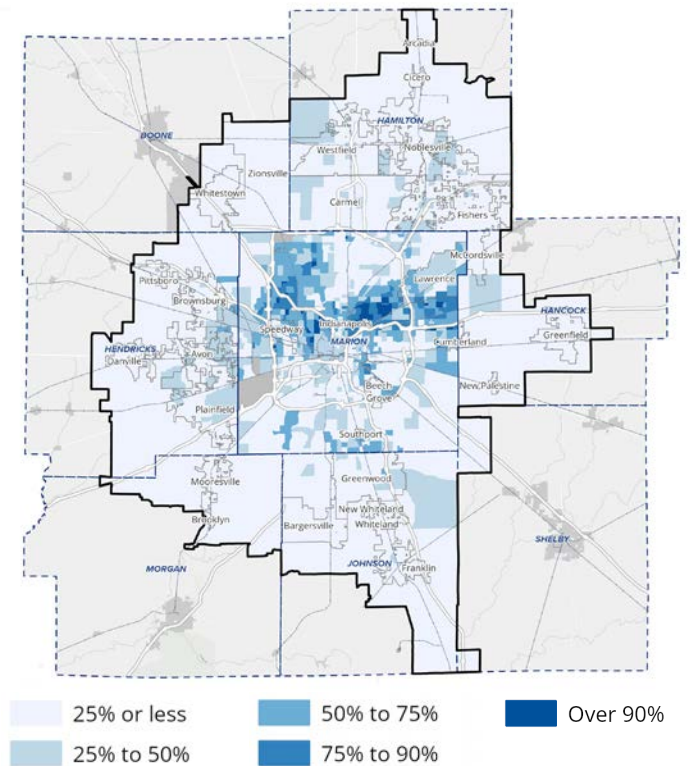 Arcadia
Cicero
HAMILTON
BOONE
Westfield
Noblesville
Zionsville
Whitestown
Carmel
Fishers
McCordsville
Pittsboro
Lawrence
Brownsburg
HANCOCK
Speedway
Indianapolis
Greenfield
MARION
Cumberland
HENDRICKS
Avon
Danville
Beech
Grove
New Palestine
Plainfield
Southport
Mooresville
Greenwood
New Whiteland
Brooklyn
Bargersville
Whiteland
SHELBY
MORGAN
JOHNSON
Franklin
25% or less
50% to 75%
Over 90%
25% to 50%
75% to 90%